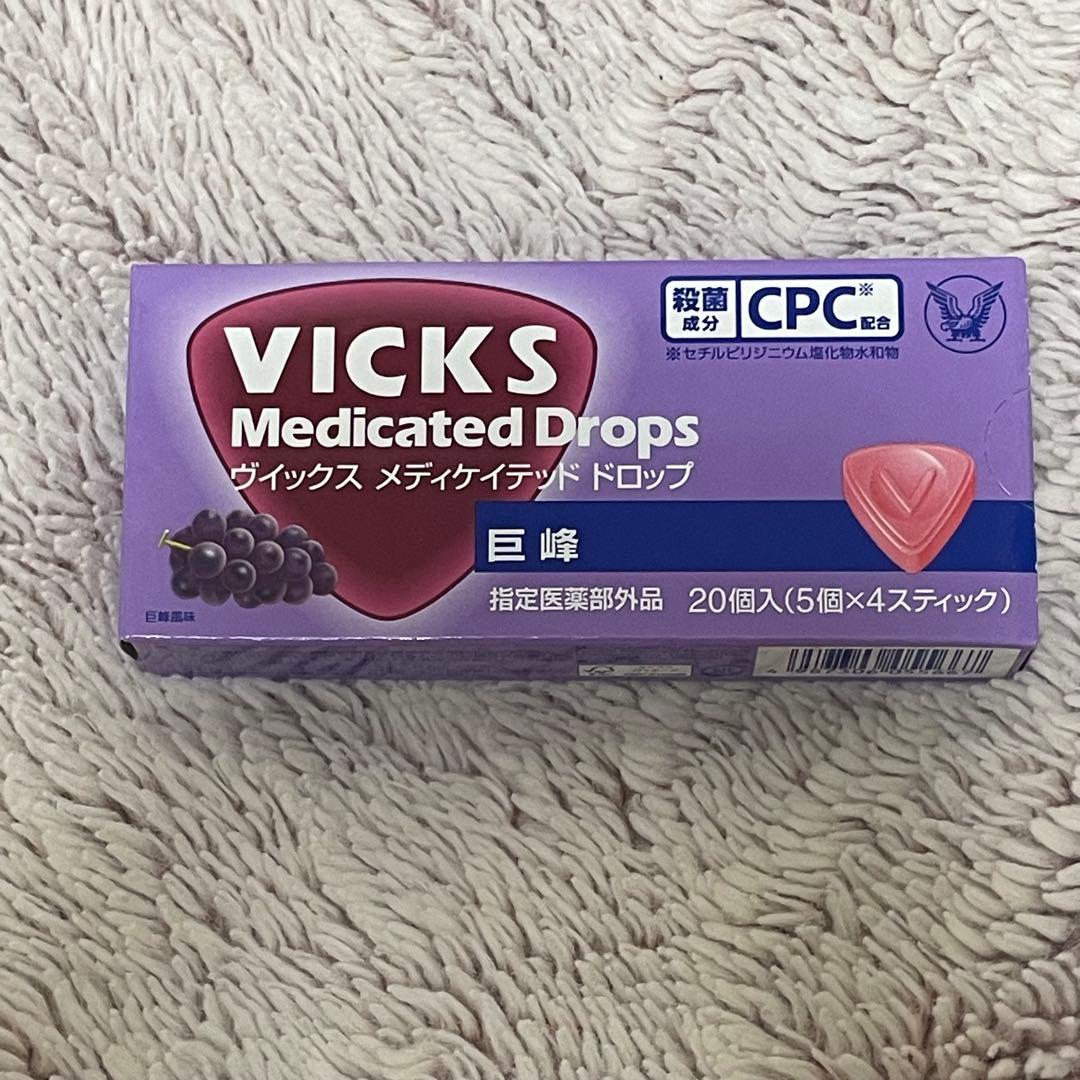 殺菌成分 CPC※配合
※セチルピリジニウム塩化物水和物
VICKS
Medicated Drops
ヴイックス メディケイテッド ドロップ
巨峰
指定医薬部外品 20個入(5個×4スティック)
巨峰風味
V